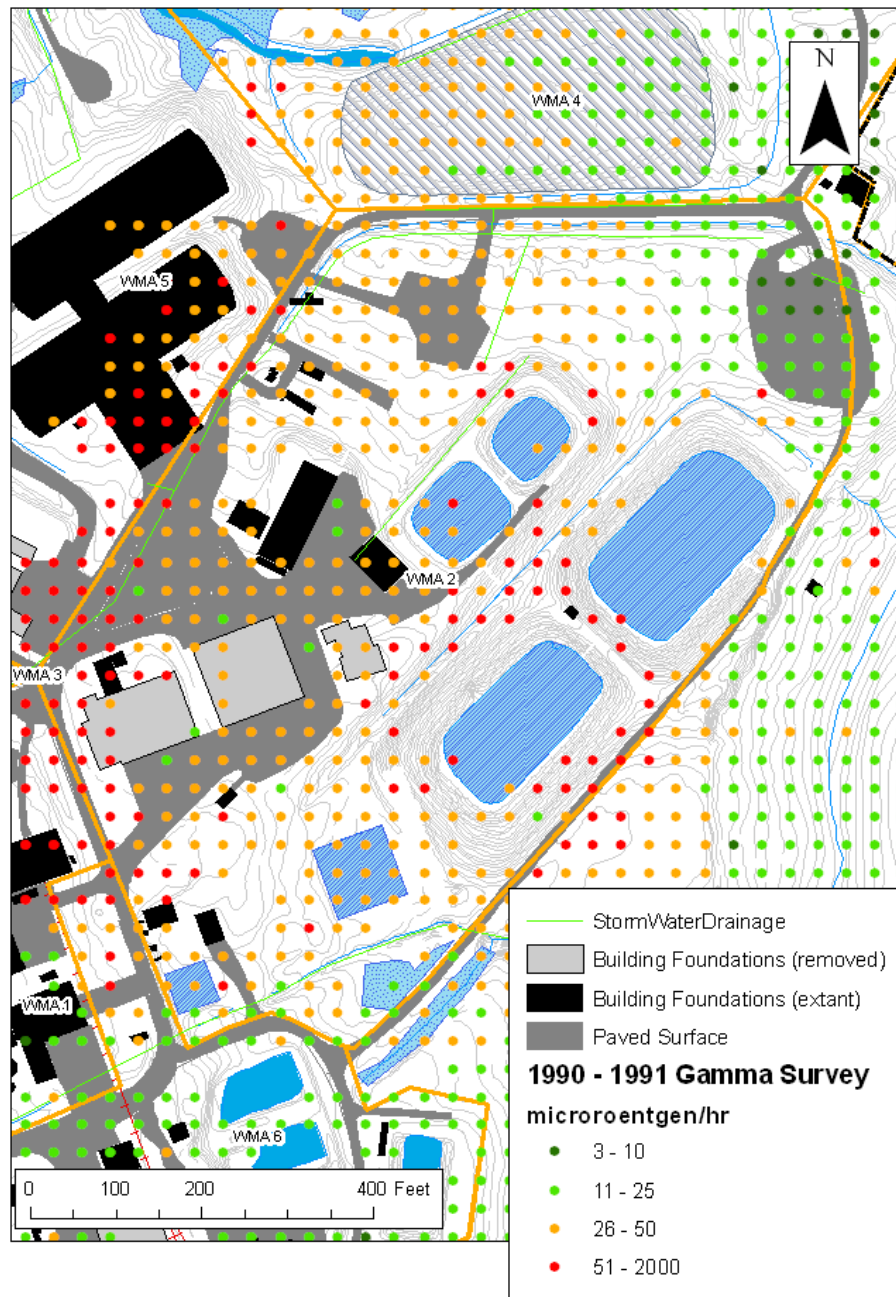 WMA 4
N
WMA 5
WMA 2
WMA 3
WMA 1
WMA 6
StormWaterDrainage
Building Foundations (removed)
Building Foundations (extant)
Paved Surface
1990 - 1991 Gamma Survey
microroentgen/hr
3 - 10
11 - 25
26 - 50
51 - 2000
0 100 200 400 Feet